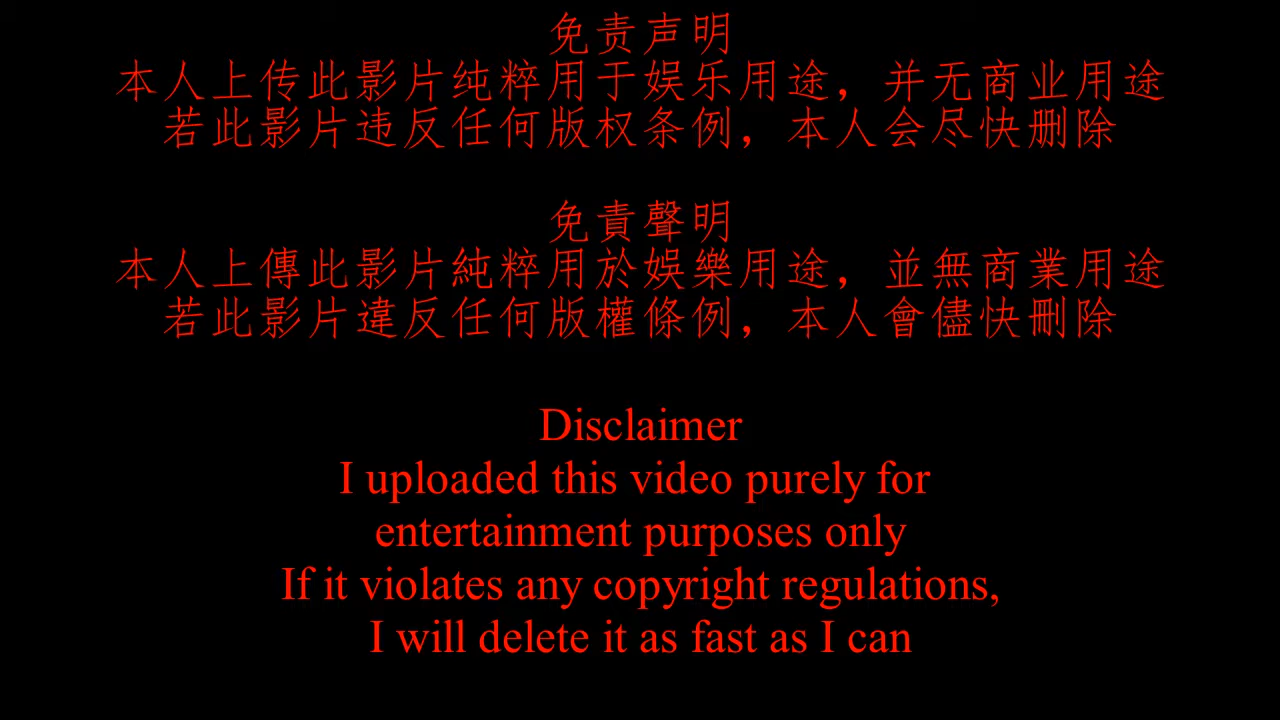 免责声明
本人上传此影片纯粹用于娱乐用途，并无商业用途
若此影片违反任何版权条例，本人会尽快删除
免責聲明
本人上傳此影片純粹用於娛樂用途，並無商業用途
若此影片違反任何版權條例，本人會儘快刪除
Disclaimer
I uploaded this video purely for
entertainment purposes only
If it violates any copyright regulations,
I will delete it as fast as I can